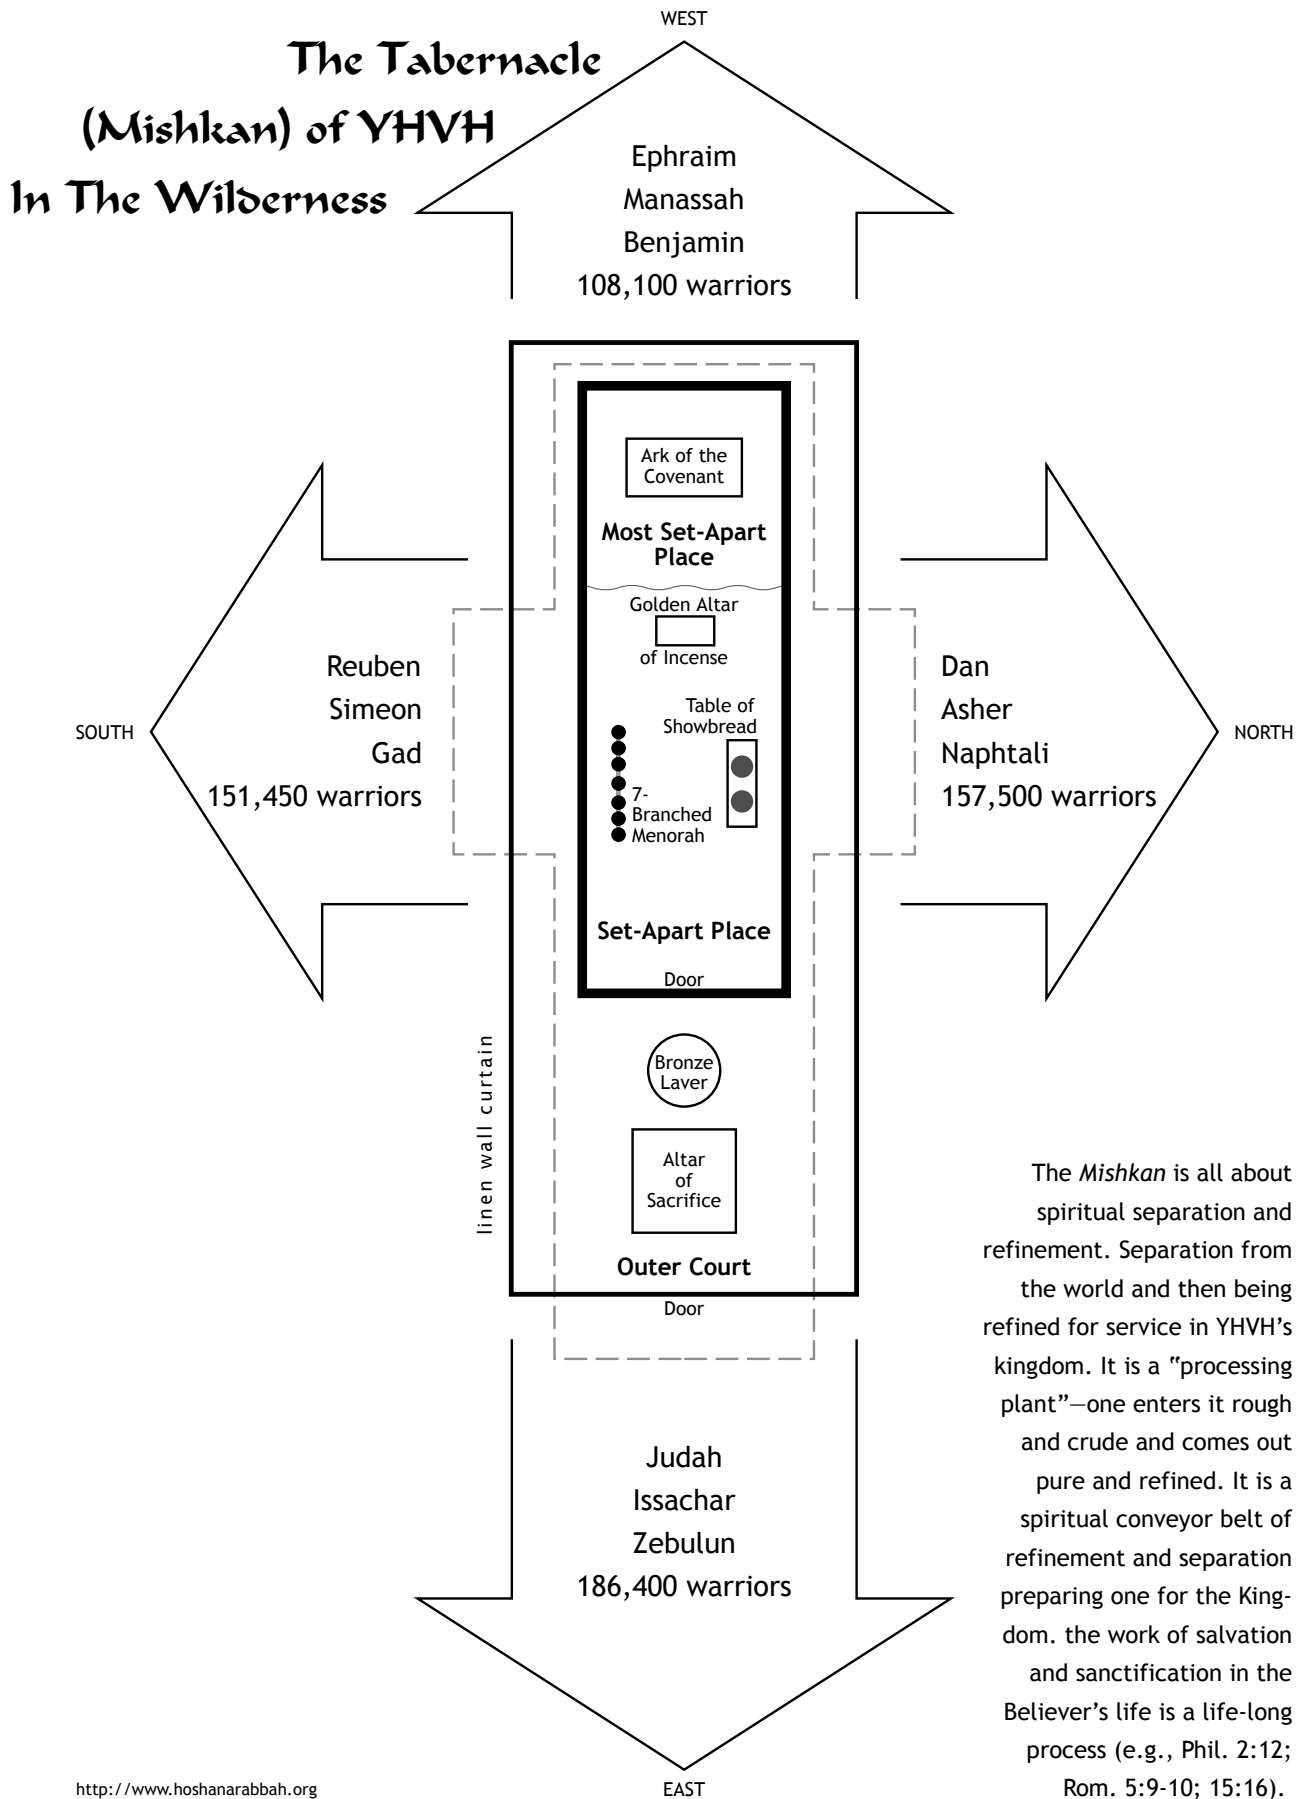 WEST
The Tabernacle
(Mishkan) of YHVH
In The Wilderness
Ephraim
Manassah
Benjamin
108,100 warriors
Ark of the
Covenant
Most Set-Apart
Place
Golden Altar
of Incense
SOUTH
Reuben
Simeon
Gad
151,450 warriors
Table of
Showbread
7-
Branched
Menorah
Dan
Asher
Naphtali
157,500 warriors
NORTH
Set-Apart Place
Door
linen wall curtain
Bronze
Laver
Altar
of
Sacrifice
Outer Court
Door
Judah
Issachar
Zebulun
186,400 warriors
EAST
The Mishkan is all about
spiritual separation and
refinement. Separation from
the world and then being
refined for service in YHVH’s
kingdom. It is a “processing
plant”—one enters it rough
and crude and comes out
pure and refined. It is a
spiritual conveyor belt of
refinement and separation
preparing one for the King-
dom. the work of salvation
and sanctification in the
Believer’s life is a life-long
process (e.g., Phil. 2:12;
Rom. 5:9-10; 15:16).
http://www.hoshanarabbah.org